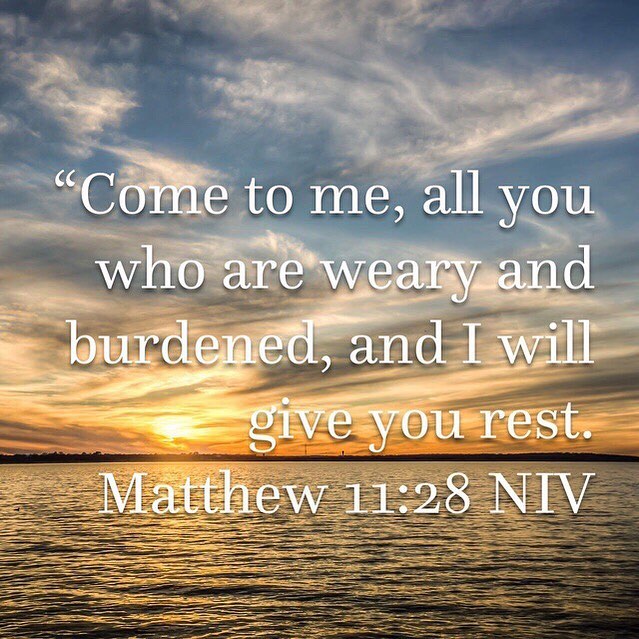 “Come to me, all you
who are weary and
burdened, and I will
give you rest.
Matthew 11:28 NIV